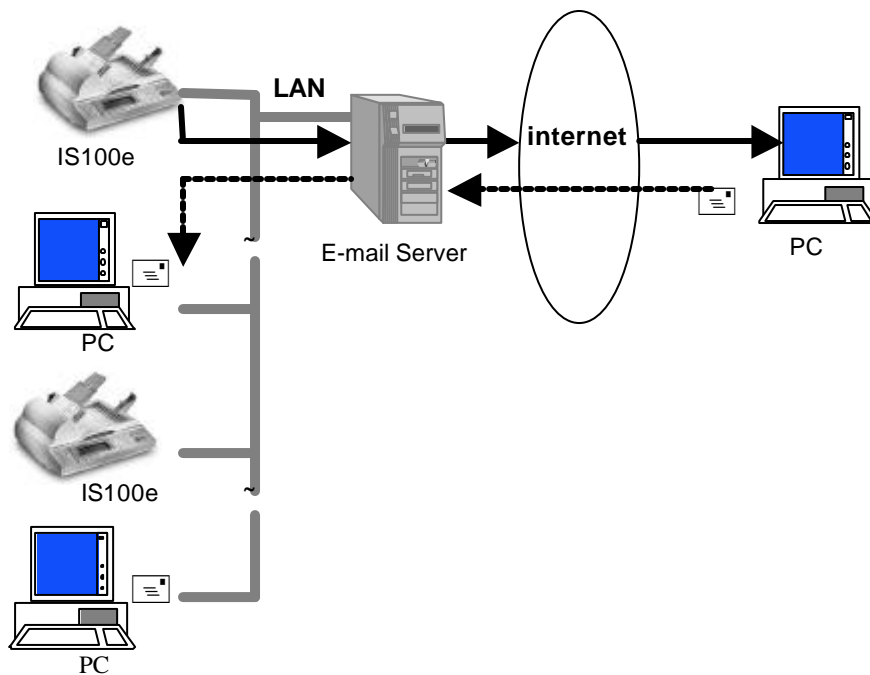 LAN
internet
IS100e
E-mail Server
PC
~
PC
IS100e
~
PC